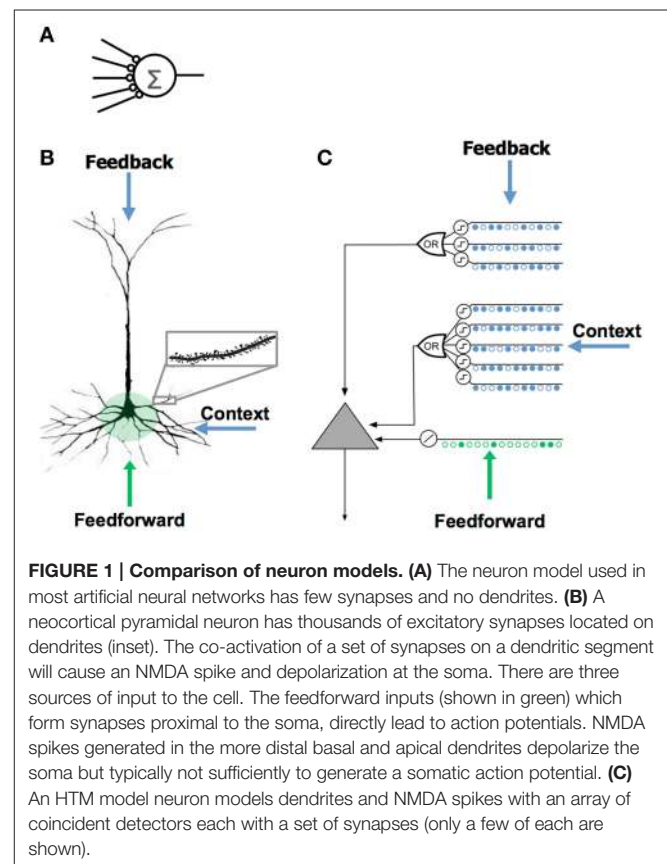 A
Σ
B
Feedback
Context
Feedforward
C
Feedback
OR
OR
Context
Feedforward
FIGURE 1 | Comparison of neuron models. (A) The neuron model used in
most artificial neural networks has few synapses and no dendrites. (B) A
neocortical pyramidal neuron has thousands of excitatory synapses located on
dendrites (inset). The co-activation of a set of synapses on a dendritic segment
will cause an NMDA spike and depolarization at the soma. There are three
sources of input to the cell. The feedforward inputs (shown in green) which
form synapses proximal to the soma, directly lead to action potentials. NMDA
spikes generated in the more distal basal and apical dendrites depolarize the
soma but typically not sufficiently to generate a somatic action potential. (C)
An HTM model neuron models dendrites and NMDA spikes with an array of
coincident detectors each with a set of synapses (only a few of each are
shown).